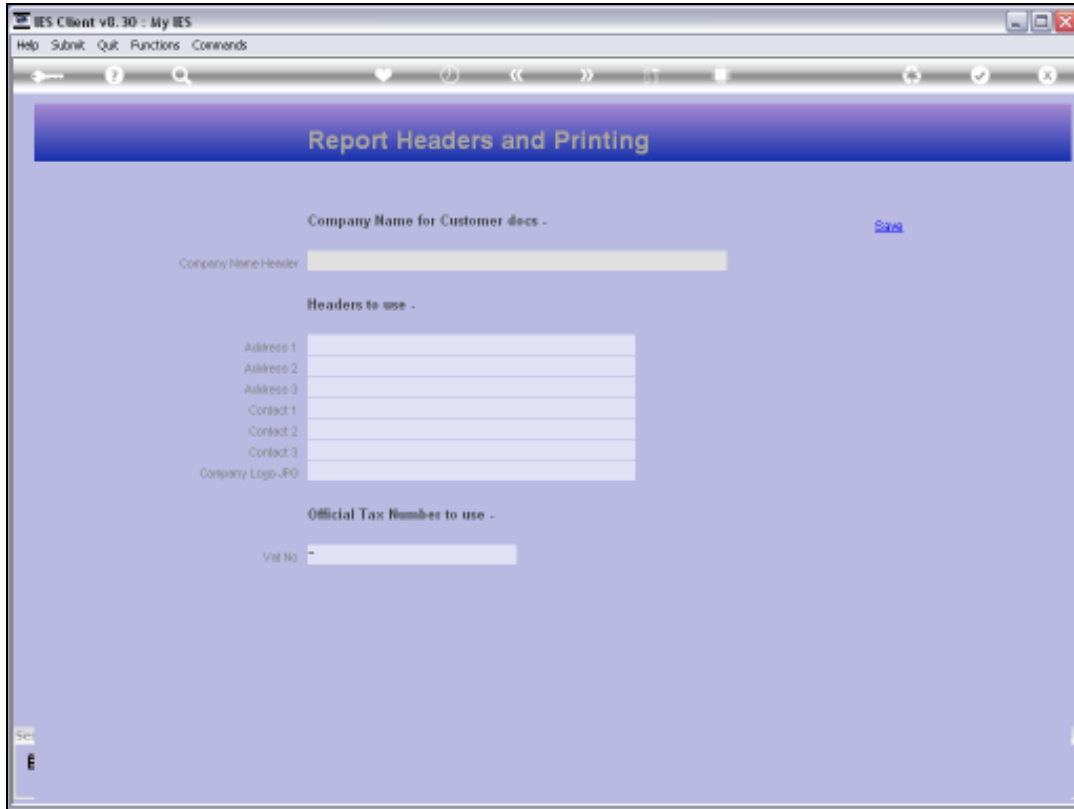 IES Client v8.30 : My IES
Help Submit Quit Functions Commands
Report Headers and Printing
Company Name for Customer docs -
Save
Company Name Header
Headers to use -
Address 1
Address 2
Address 3
Contact 1
Contact 2
Contact 3
Company Logo JPG
Official Tax Number to use -
Vat No -